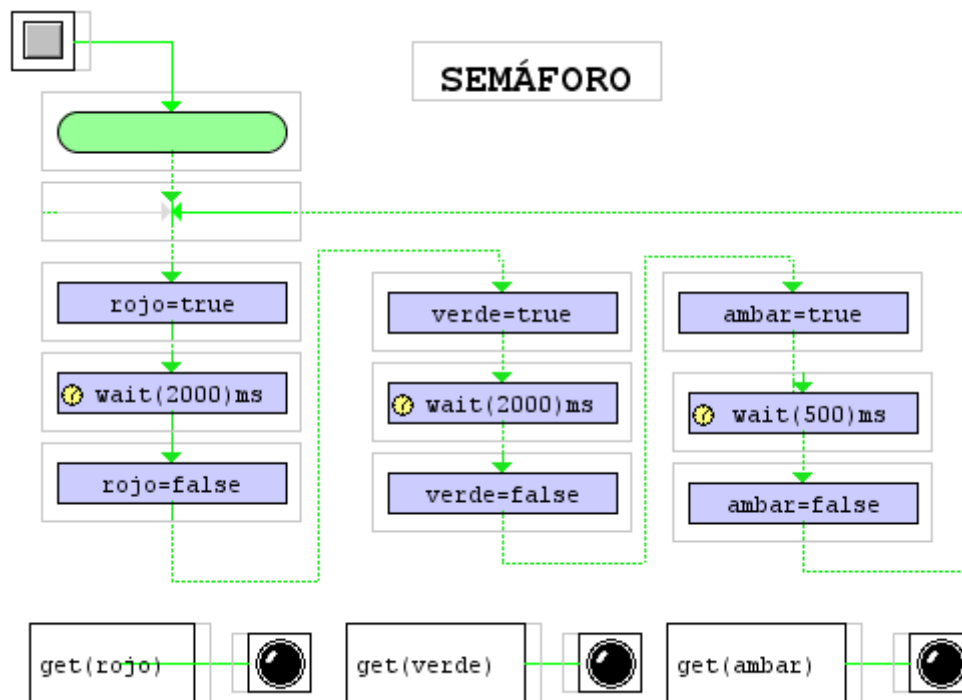 SEMÁFORO
rojo=true
wait(2000)ms
rojo=false
verde=true
wait(2000)ms
verde=false
ambar=true
wait(500)ms
ambar=false
get(rojo)
get(verde)
get(ambar)